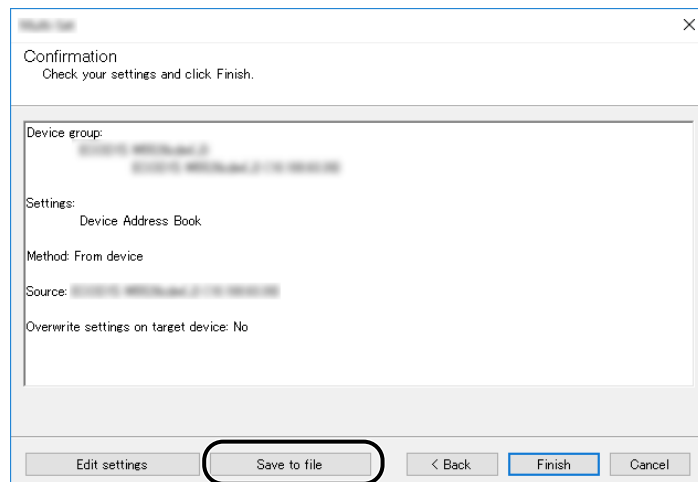 Confirmation
Check your settings and click Finish.
Device group:
Settings:
Device Address Book
Method: From device
Source:
Overwrite settings on target device: No
Edit settings
Save to file
< Back
Finish
Cancel